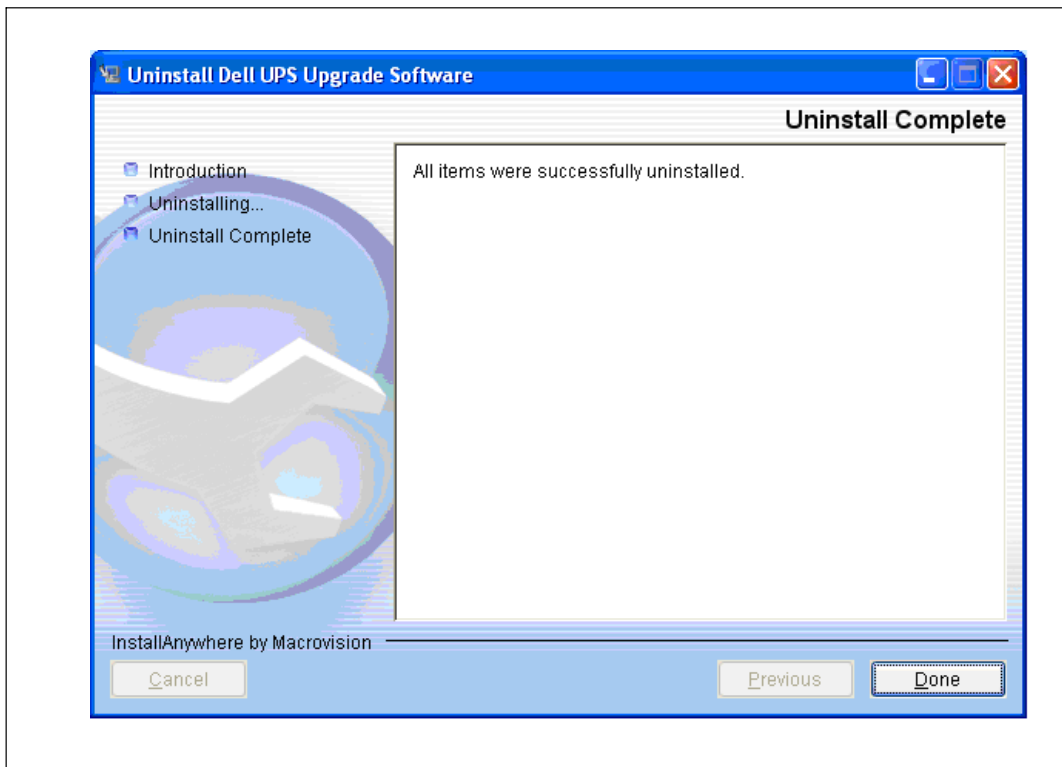 Uninstall Dell UPS Upgrade Software
Uninstall Complete
Introduction
Uninstalling...
Uninstall Complete
All items were successfully uninstalled.
InstallAnywhere by Macrovision
Cancel
Previous
Done